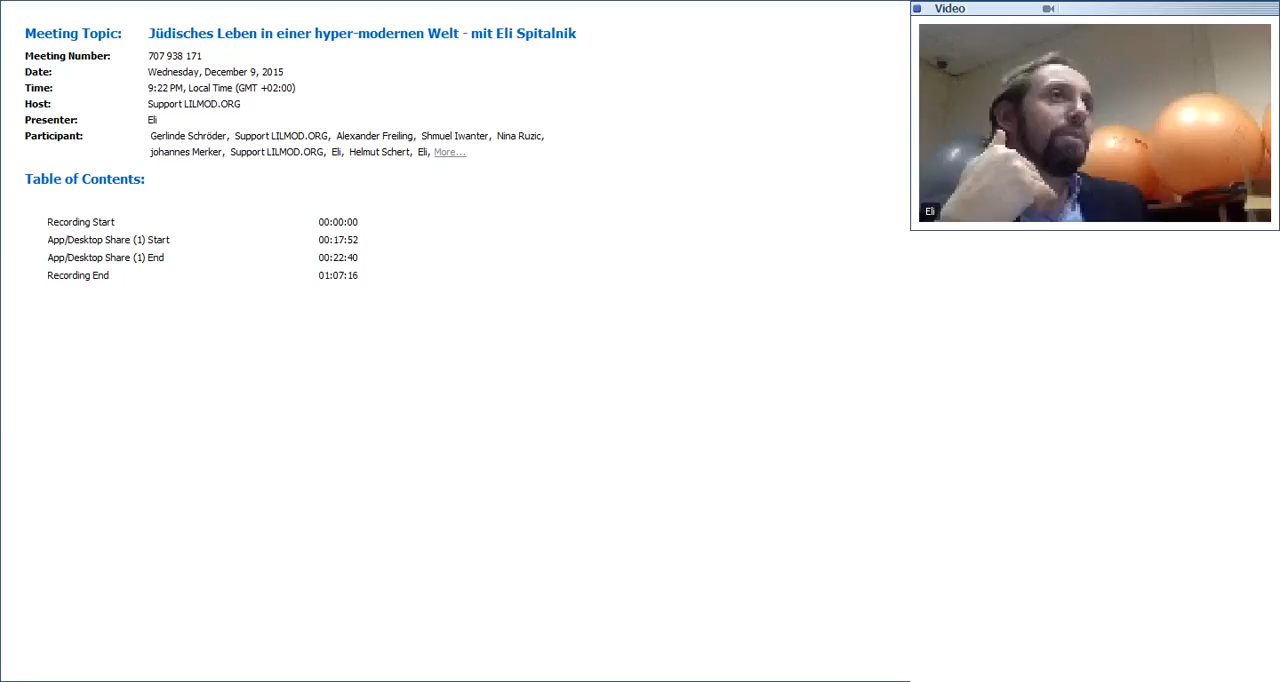 Meeting Topic: Jüdisches Leben in einer hyper-modernen Welt - mit Eli Spitalnik
Meeting Number: 707 938 171
Date: Wednesday, December 9, 2015
Time: 9:22 PM, Local Time (GMT +02:00)
Host: Support LILMOD.ORG
Presenter: Eli
Participant: Gerlinde Schröder, Support LILMOD.ORG, Alexander Freiling, Shmuel Iwanter, Nina Ruzic,
johannes Merker, Support LILMOD.ORG, Eli, Helmut Schert, Eli, More...
Table of Contents:
Recording Start 00:00:00
App/Desktop Share (1) Start 00:17:52
App/Desktop Share (1) End 00:22:40
Recording End 01:07:16
Video
Eli